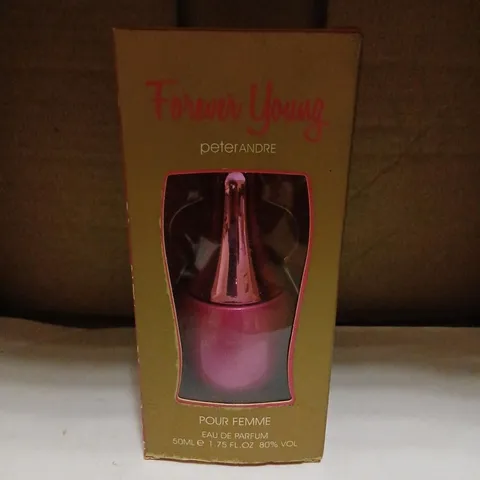 Forever Young
peterANDRE
POUR FEMME
EAU DE PARFUM
50ML e 1.75 FL.OZ 80% VOL